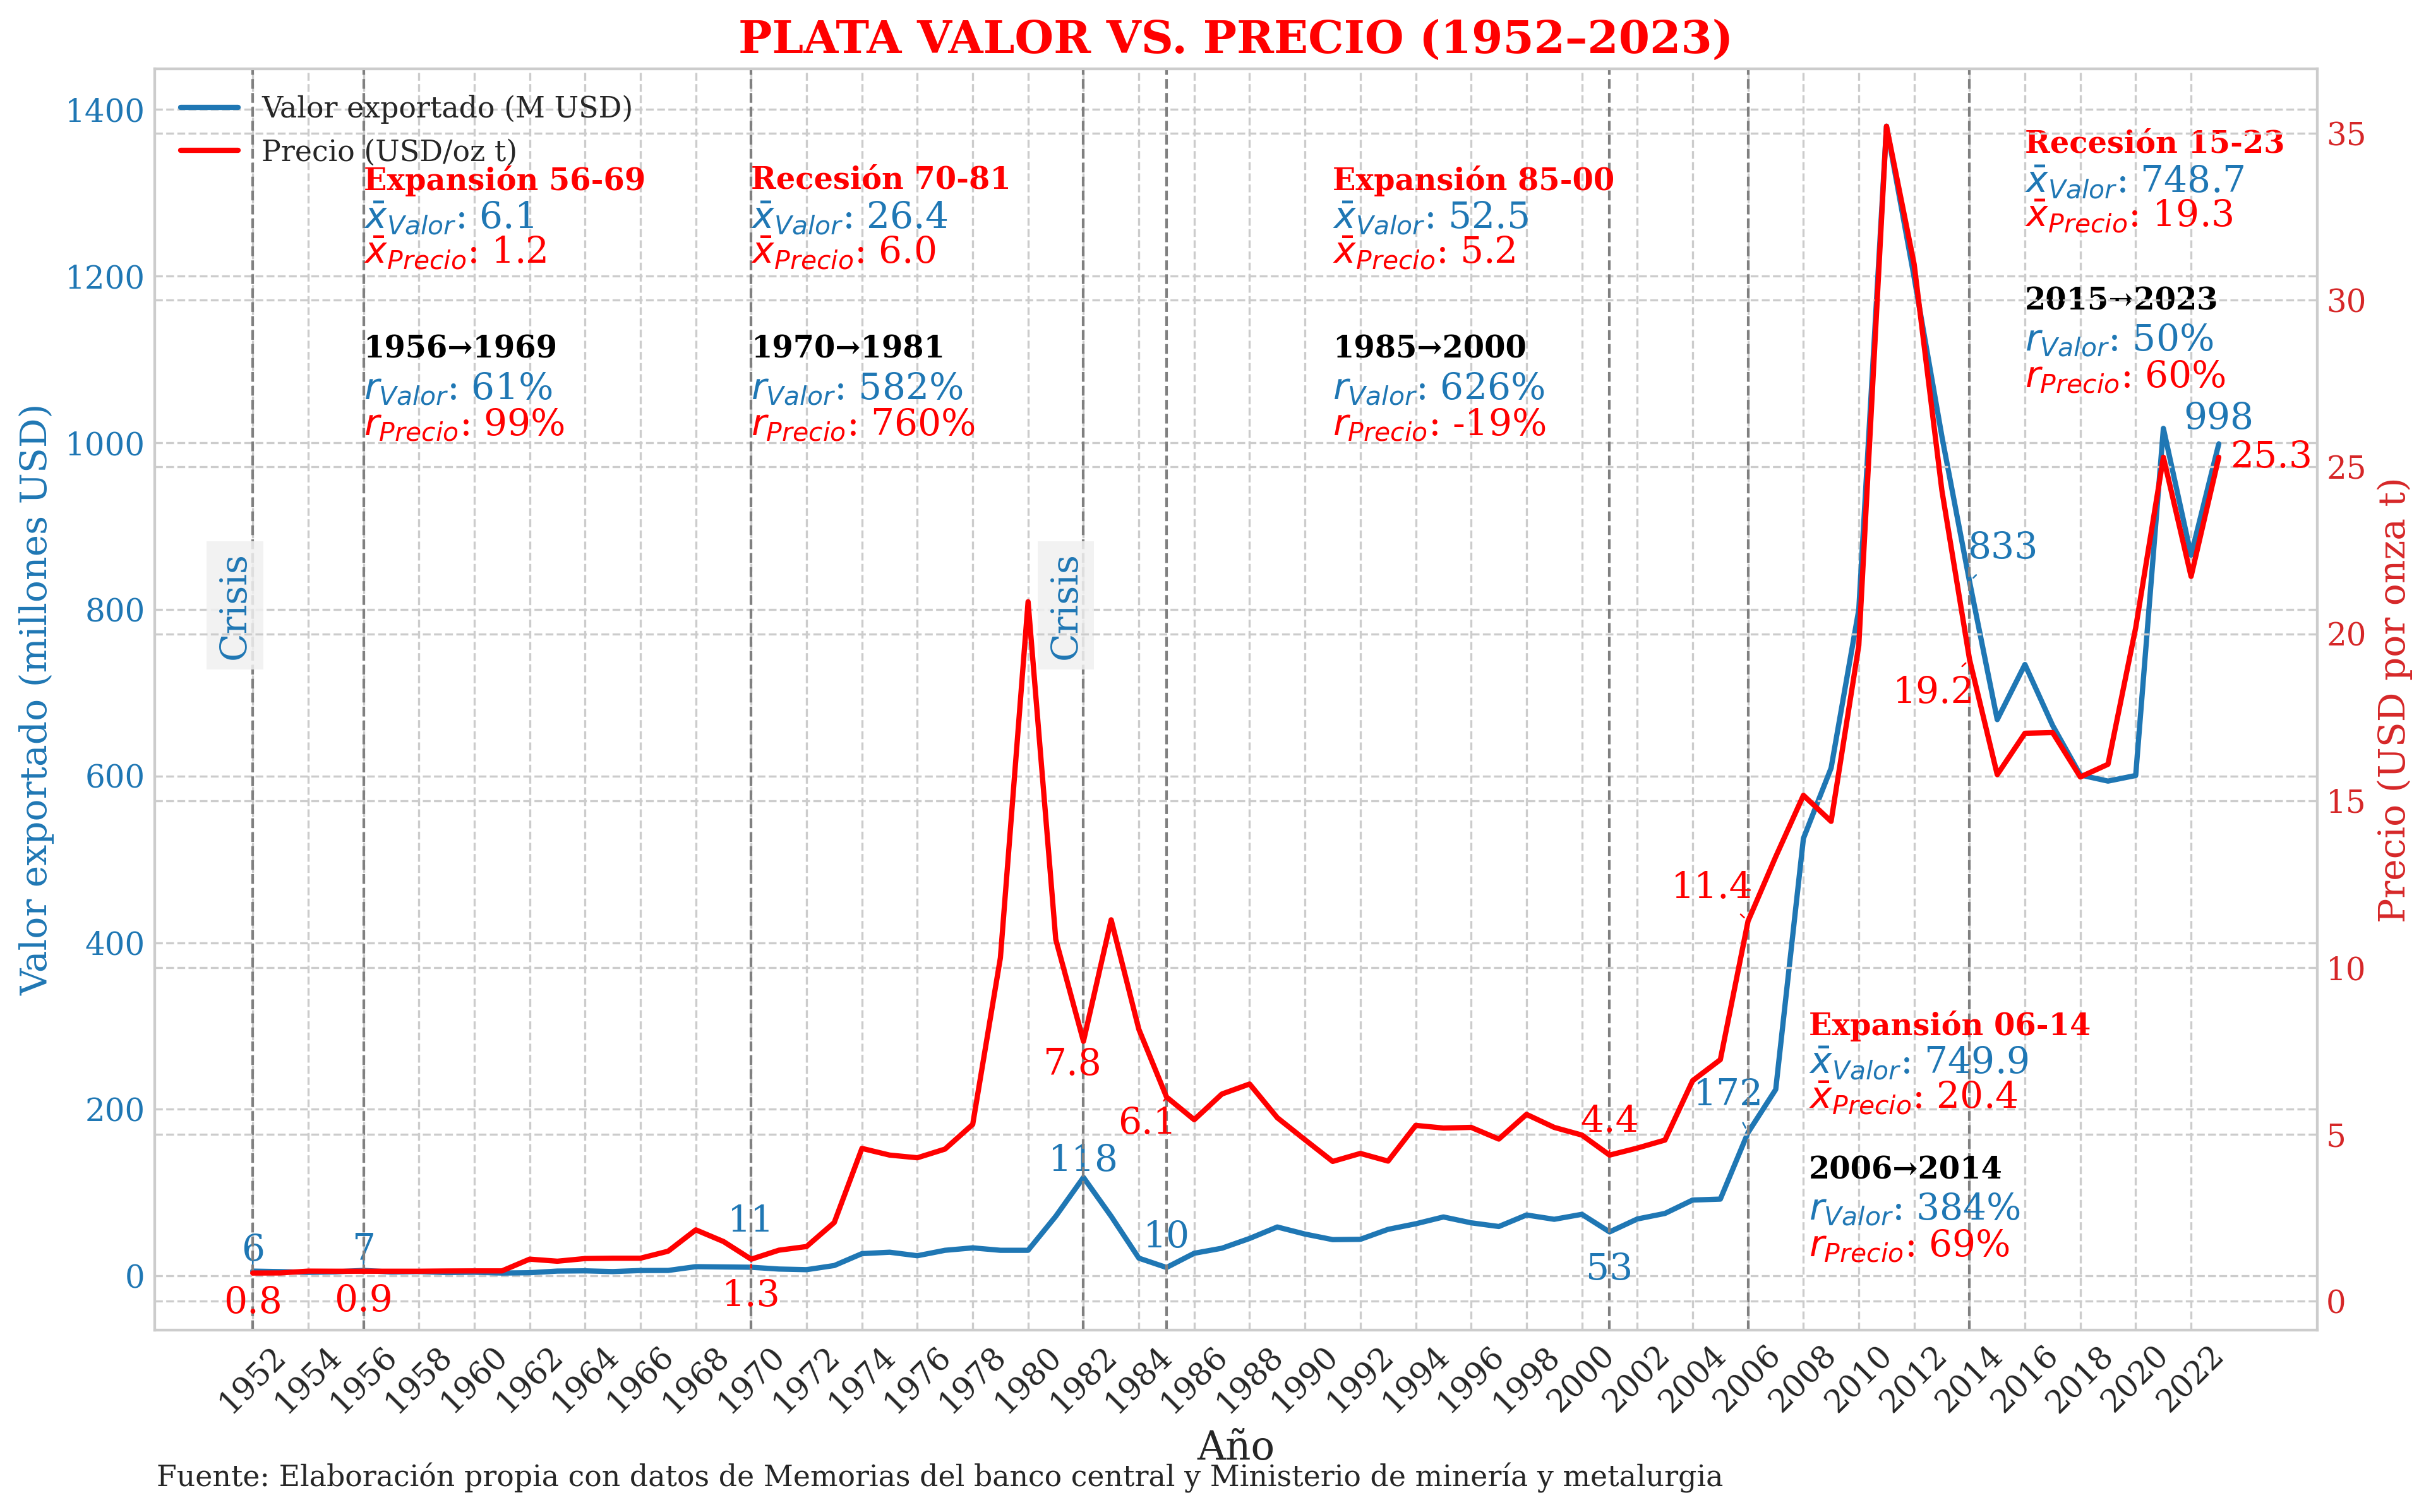 PLATA VALOR VS. PRECIO (1952–2023)
Valor exportado (M USD)
Precio (USD/oz t)
Expansión 56-69
x̄Valor: 6.1
x̄Precio: 1.2
1956→1969
rValor: 61%
rPrecio: 99%
Recesión 70-81
x̄Valor: 26.4
x̄Precio: 6.0
1970→1981
rValor: 582%
rPrecio: 760%
Expansión 85-00
x̄Valor: 52.5
x̄Precio: 5.2
1985→2000
rValor: 626%
rPrecio: -19%
Recesión 15-23
x̄Valor: 748.7
x̄Precio: 19.3
2015→2023
rValor: 50%
rPrecio: 60%
Expansión 06-14
x̄Valor: 749.9
x̄Precio: 20.4
2006→2014
rValor: 384%
rPrecio: 69%
Crisis
Crisis
6
7
11
118
10
53
172
833
998
0.8
0.9
1.3
7.8
6.1
4.4
11.4
19.2
25.3
Valor exportado (millones USD)
1400
1200
1000
800
600
400
200
0
Precio (USD por onza t)
35
30
25
20
15
10
5
0
1952 1954 1956 1958 1960 1962 1964 1966 1968 1970 1972 1974 1976 1978 1980 1982 1984 1986 1988 1990 1992 1994 1996 1998 2000 2002 2004 2006 2008 2010 2012 2014 2016 2018 2020 2022
Año
Fuente: Elaboración propia con datos de Memorias del banco central y Ministerio de minería y metalurgia